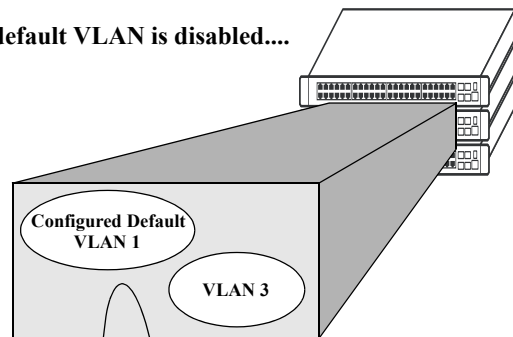 default VLAN is disabled....
Configured Default
VLAN 1
VLAN 3